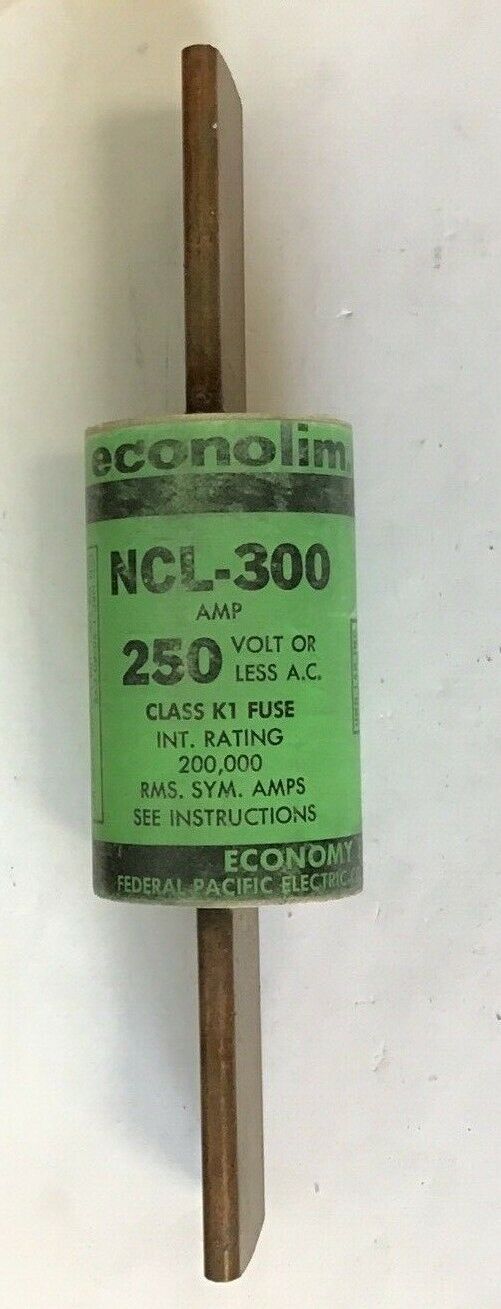 econolim
NCL-300
AMP
250 VOLT OR
LESS A.C.
CLASS K1 FUSE
INT. RATING
200,000
RMS. SYM. AMPS
SEE INSTRUCTIONS
ECONOMY
FEDERAL PACIFIC ELECTRIC